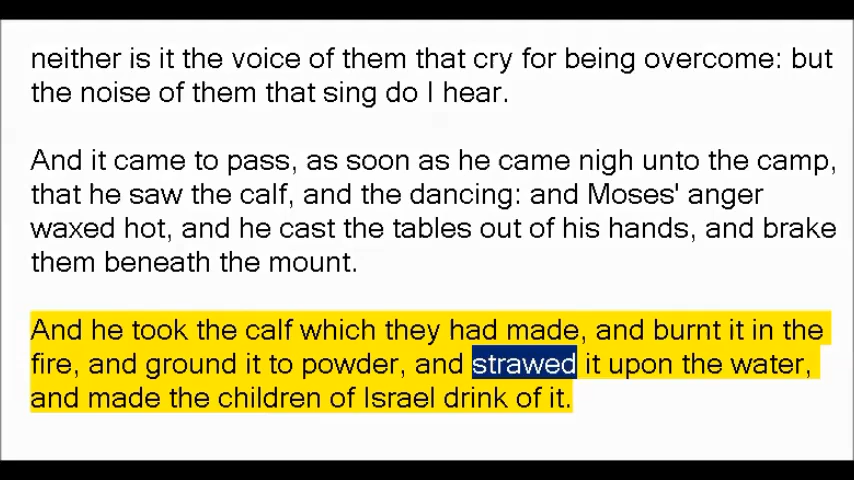 neither is it the voice of them that cry for being overcome: but
the noise of them that sing do I hear.
And it came to pass, as soon as he came nigh unto the camp,
that he saw the calf, and the dancing: and Moses' anger
waxed hot, and he cast the tables out of his hands, and brake
them beneath the mount.
And he took the calf which they had made, and burnt it in the
fire, and ground it to powder, and strawed it upon the water,
and made the children of Israel drink of it.